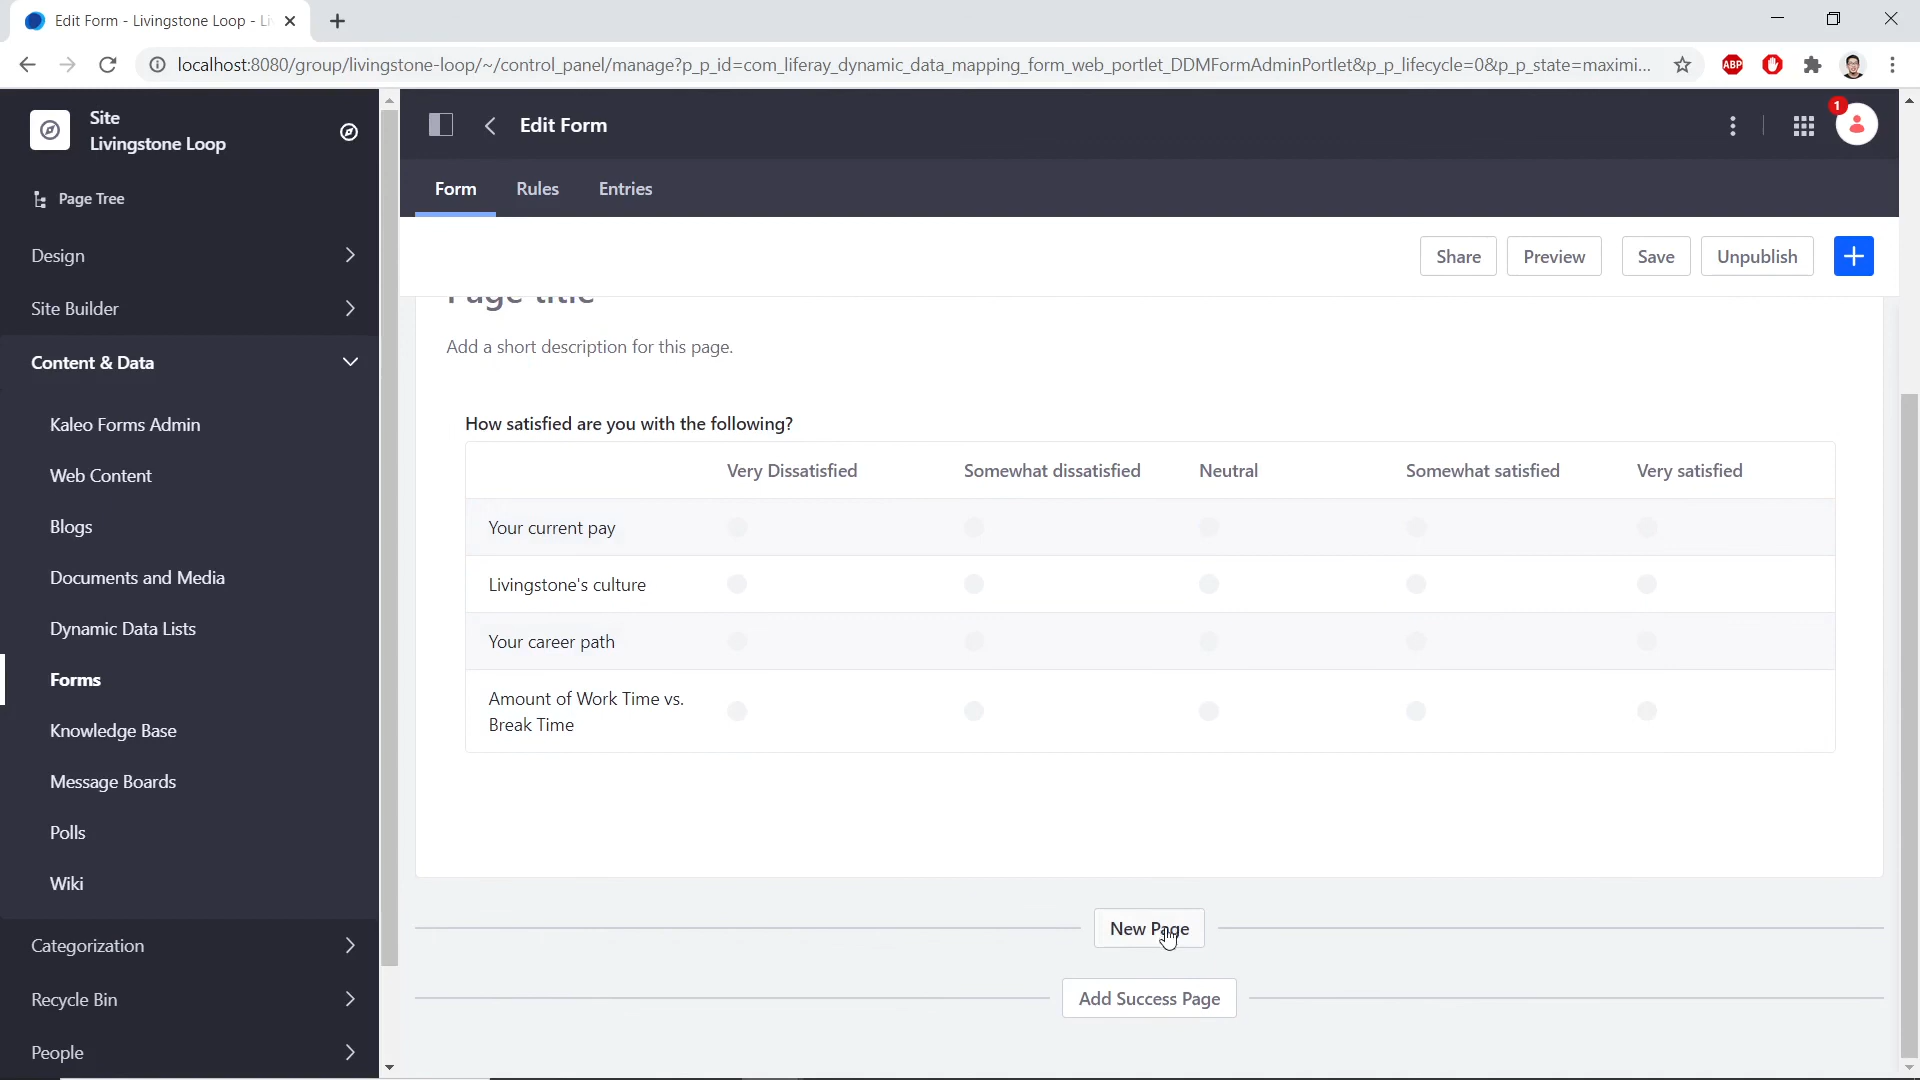 Edit Form - Livingstone Loop - Li
localhost:8080/group/livingstone-loop/~/control_panel/manage?p_p_id=com_liferay_dynamic_data_mapping_form_web_portlet_DDMFormAdminPortlet&p_p_lifecycle=0&p_p_state=maximi...
ABP
Site
Livingstone Loop
Page Tree
Design
Site Builder
Content & Data
Kaleo Forms Admin
Web Content
Blogs
Documents and Media
Dynamic Data Lists
Forms
Knowledge Base
Message Boards
Polls
Wiki
Categorization
Recycle Bin
People
Edit Form
1
Form Rules Entries
Share Preview Save Unpublish
Page title
Add a short description for this page.
How satisfied are you with the following?
Very Dissatisfied Somewhat dissatisfied Neutral Somewhat satisfied Very satisfied
Your current pay
Livingstone's culture
Your career path
Amount of Work Time vs.
Break Time
New Page
Add Success Page